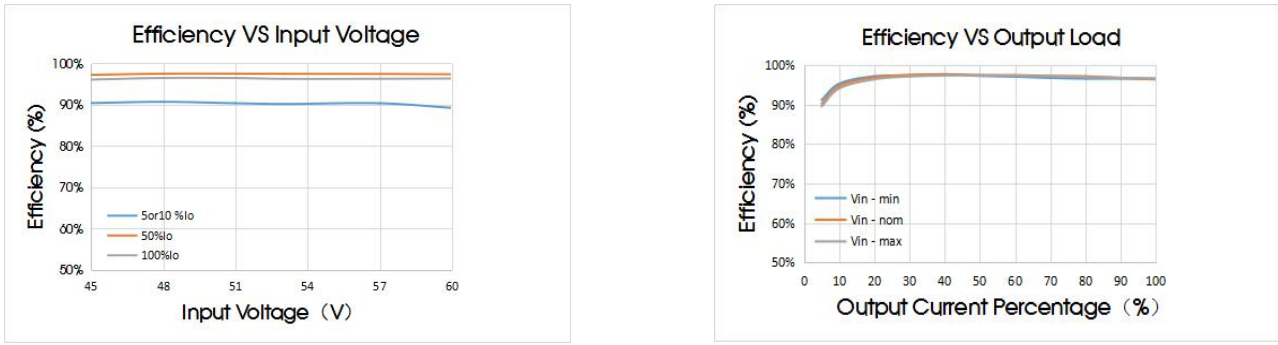 Efficiency VS Input Voltage
100%
90%
80%
70%
60%
50%
Efficiency (%)
5or10 %Io
50%Io
100%Io
45 48 51 54 57 60
Input Voltage（V）
Efficiency VS Output Load
100%
90%
80%
70%
60%
50%
Efficiency (%)
Vin - min
Vin - nom
Vin - max
0 10 20 30 40 50 60 70 80 90 100
Output Current Percentage（%）